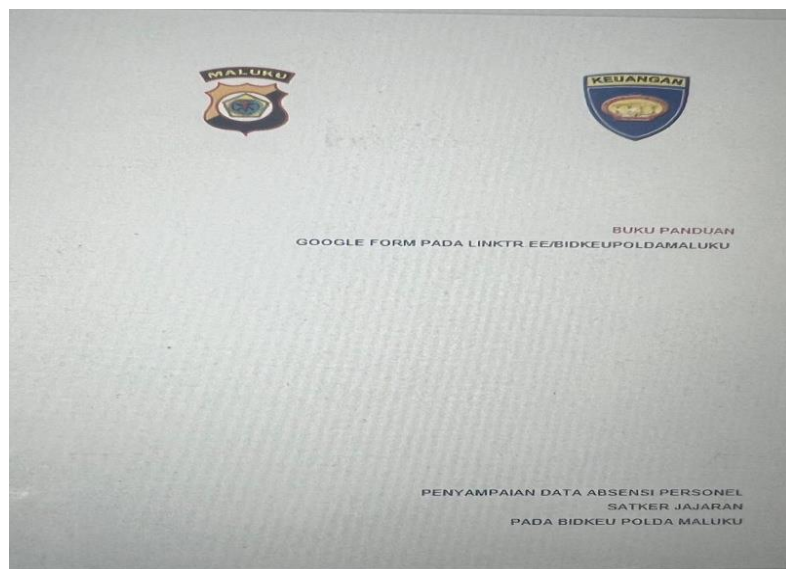 MALUKU
KEUANGAN
BUKU PANDUAN
GOOGLE FORM PADA LINKTR.EE/BIDKEUPOLDAMALUKU
PENYAMPAIAN DATA ABSENSI PERSONEL
SATKER JAJARAN
PADA BIDKEU POLDA MALUKU